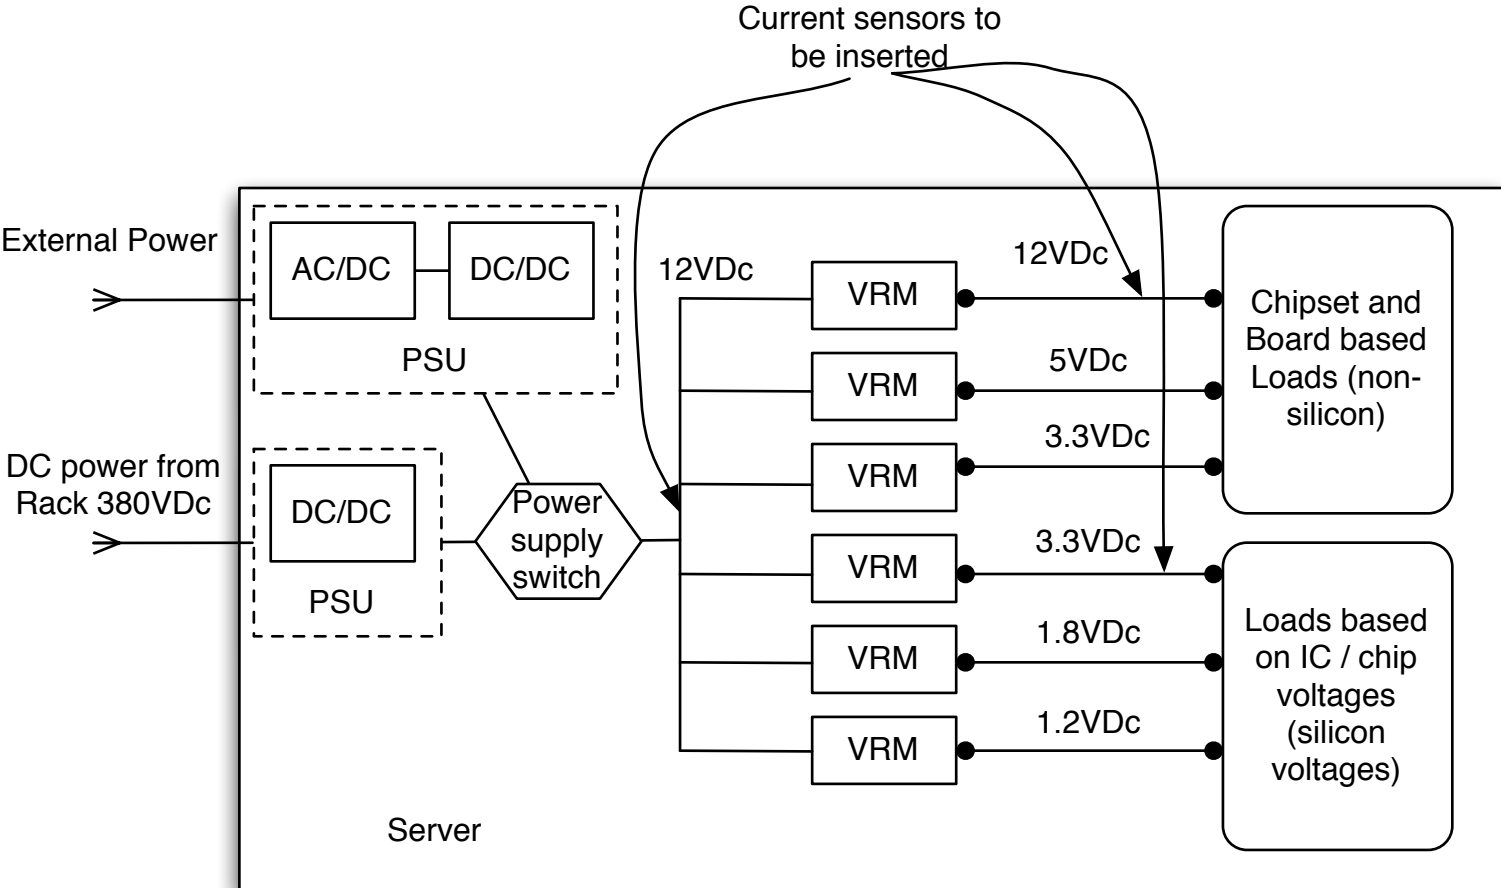 Current sensors to
be inserted
External Power
AC/DC
DC/DC
PSU
DC power from
Rack 380VDc
DC/DC
PSU
Power
supply
switch
12VDc
VRM
VRM
VRM
VRM
VRM
VRM
12VDc
5VDc
3.3VDc
3.3VDc
1.8VDc
1.2VDc
Chipset and
Board based
Loads (non-
silicon)
Loads based
on IC / chip
voltages
(silicon
voltages)
Server